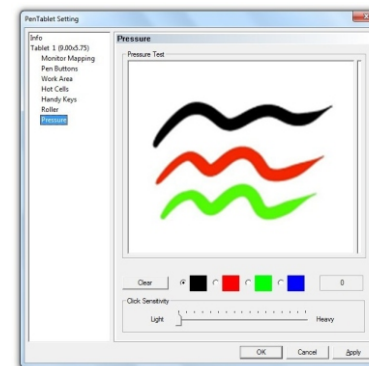 PenTablet Setting
Info
Tablet 1 (9.00x5.75)
Monitor Mapping
Pen Buttons
Work Area
Hot Cells
Handy Keys
Roller
Pressure
Pressure
Pressure Test
Clear
0
Click Sensitivity
Light
Heavy
OK
Cancel
Apply